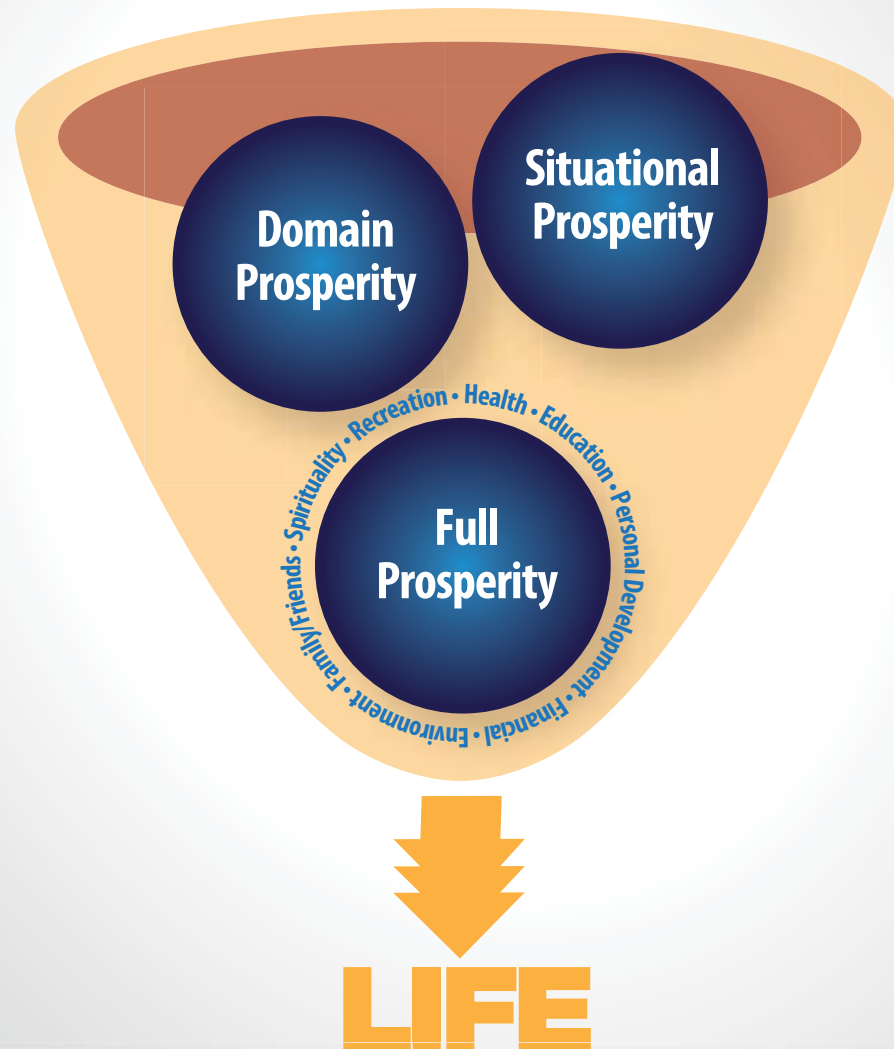 Situational
Prosperity
Domain
Prosperity
Health • Education • Personal Development • Financial • Environment • Family/Friends • Spirituality • Recreation •
Full
Prosperity
LIFE